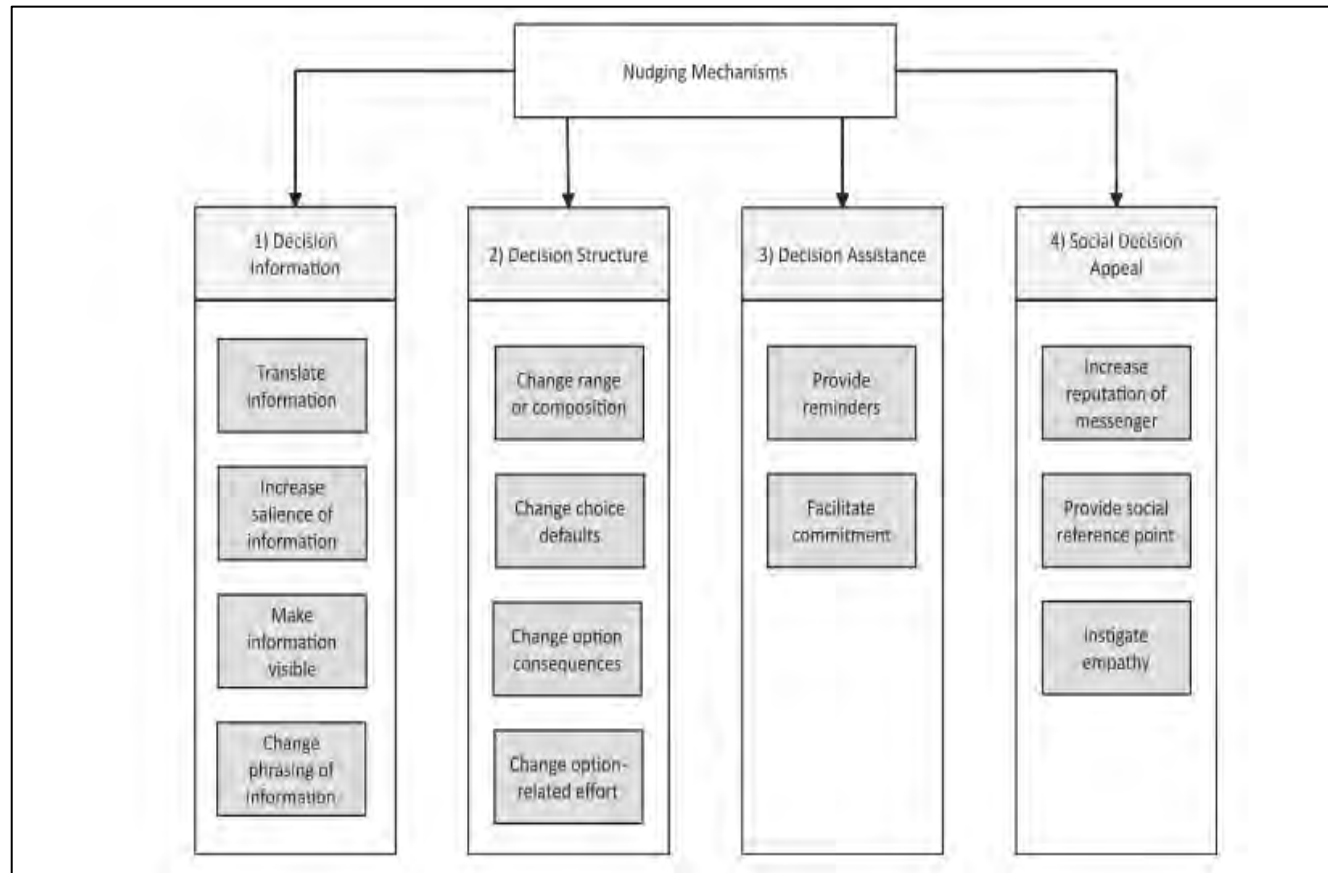 Nudging Mechanisms
1) Decision
Information
Translate
information
Increase
salience of
information
Make
information
visible
Change
phrasing of
information
2) Decision Structure
Change range
or composition
Change choice
defaults
Change option
consequences
Change option-
related effort
3) Decision Assistance
Provide
reminders
Facilitate
commitment
4) Social Decision
Appeal
Increase
reputation of
messenger
Provide social
reference point
Instigate
empathy